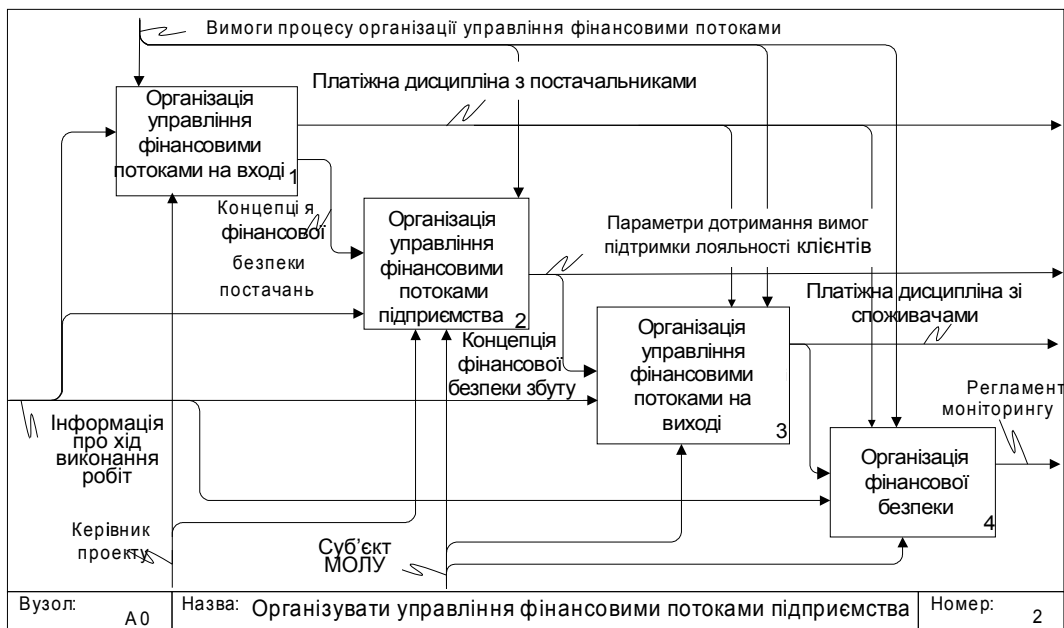 Вимоги процесу організації управління фінансовими потоками
Платіжна дисципліна з постачальниками
Організація
управління
фінансовими
потоками на вході
1
Концепція
фінансової
безпеки
постачань
Організація
управління
фінансовими
потоками
підприємства
2
Параметри дотримання вимог
підтримки лояльності клієнтів
Платіжна дисципліна зі
споживачами
Концепція
фінансової
безпеки збуту
Організація
управління
фінансовими
потоками на
виході
3
Регламент
моніторингу
Інформація
про хід
виконання
робіт
Організація
фінансової
безпеки
4
Керівник
проекту
Суб’єкт
МОЛУ
Вузол:
А0
Назва: Організувати управління фінансовими потоками підприємства
Номер:
2